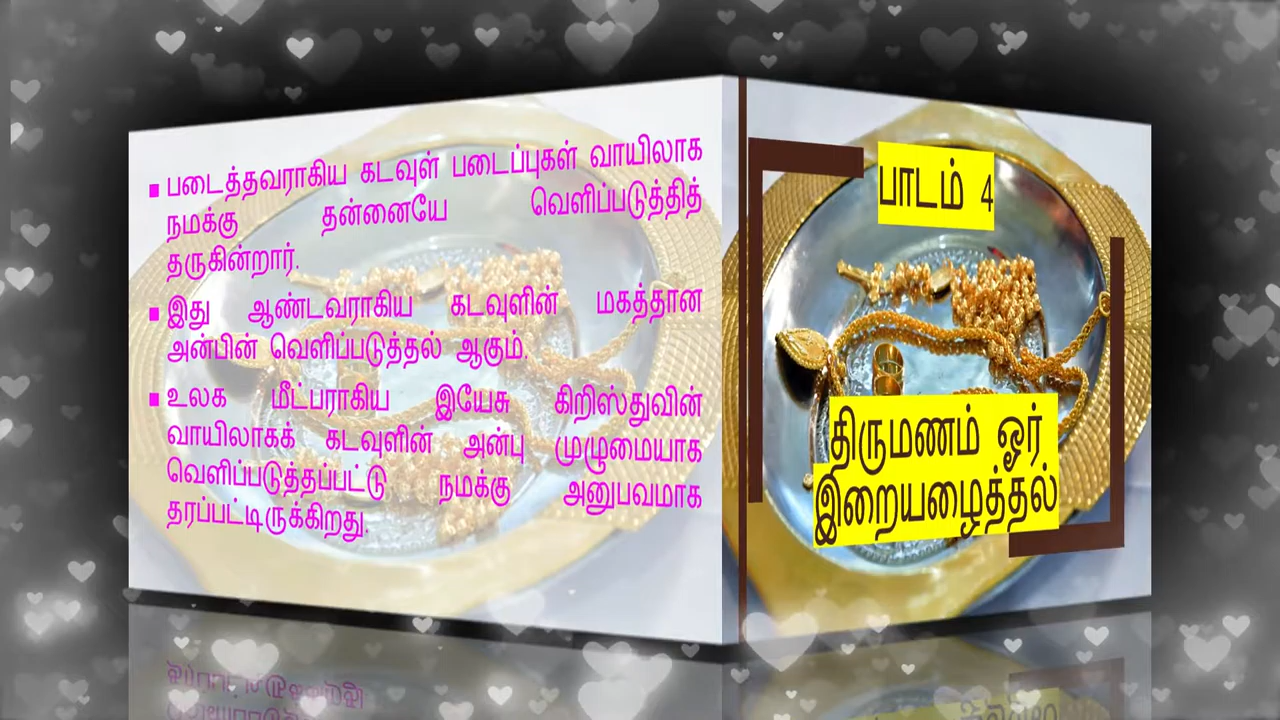 படைத்தவராகிய கடவுள் படைப்புகள் வாயிலாக
நமக்கு தன்னையே வெளிப்படுத்தித்
தருகின்றார்.
இது ஆண்டவராகிய கடவுளின் மகத்தான
அன்பின் வெளிப்படுத்தல் ஆகும்.
உலக மீட்பராகிய இயேசு கிறிஸ்துவின்
வாயிலாகக் கடவுளின் அன்பு முழுமையாக
வெளிப்படுத்தப்பட்டு நமக்கு அனுபவமாக
தரப்பட்டிருக்கிறது.
பாடம் 4
திருமணம் ஓர்
இறையழைத்தல்